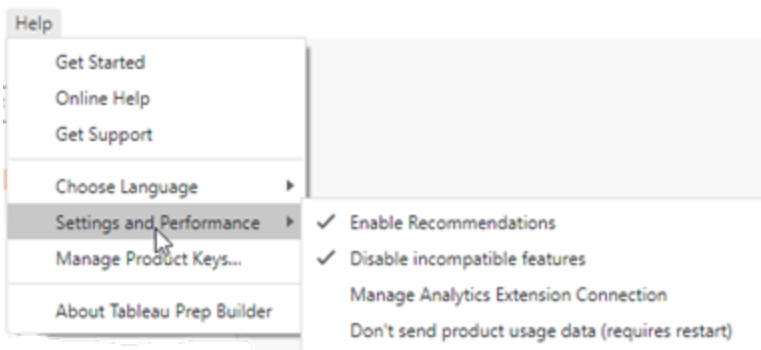 Help
Get Started
Online Help
Get Support
Choose Language
Settings and Performance
Manage Product Keys...
About Tableau Prep Builder
Enable Recommendations
Disable incompatible features
Manage Analytics Extension Connection
Don't send product usage data (requires restart)